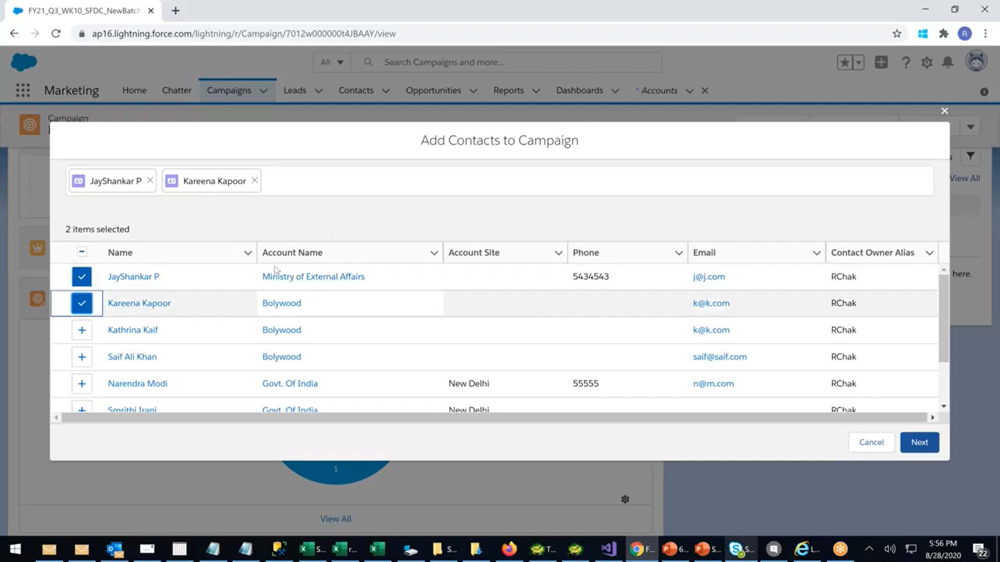 FY21_Q3_WK10_SFDC_NewBatch
ap16.lightning.force.com/lightning/r/Campaign/7012w000000t4JBAAY/view
R
All
Search Campaigns and more...
Marketing
Home
Chatter
Campaigns
Leads
Contacts
Opportunities
Reports
Dashboards
* Accounts
Campaign
View All
here.
Add Contacts to Campaign
JayShankar P
Kareena Kapoor
2 items selected
Name Account Name Account Site Phone Email Contact Owner Alias
JayShankar P Ministry of External Affairs 5434543 j@j.com RChak
Kareena Kapoor Bolywood k@k.com RChak
Kathrina Kaif Bolywood k@k.com RChak
Saif Ali Khan Bolywood saif@saif.com RChak
Narendra Modi Govt. Of India New Delhi 55555 n@m.com RChak
Smrithi Irani Govt. Of India New Delhi RChak
Cancel
Next
1
View All
S...
r...
S...
T...
F...
6...
S...
S...
L...
5:56 PM
8/28/2020
22